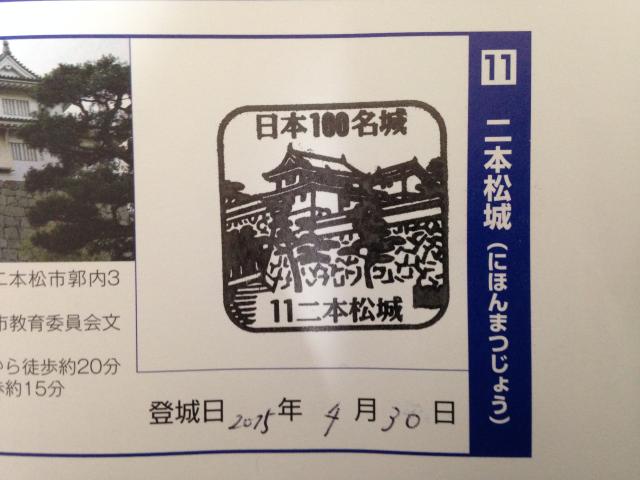 11 二本松城（にほんまつじょう）
日本100名城
11二本松城
二本松市郭内3
市教育委員会文
ら徒歩約20分
歩約15分
登城日 2015年 4月30日